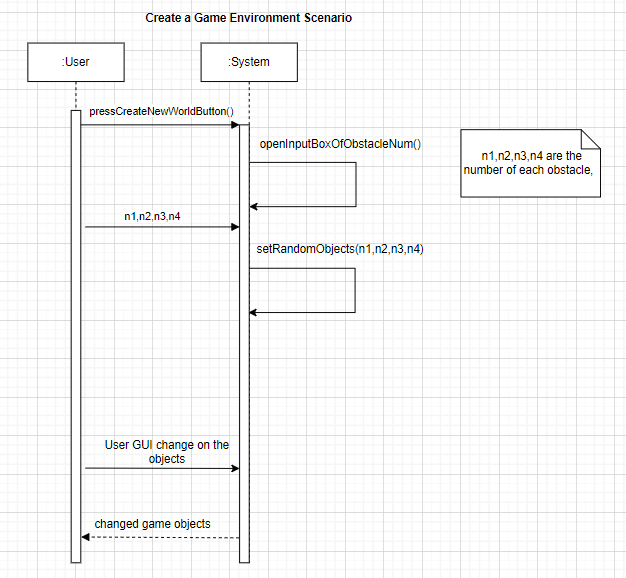 Create a Game Environment Scenario
:User
:System
pressCreateNewWorldButton()
openInputBoxOfObstacleNum()
n1,n2,n3,n4 are the
number of each obstacle,
n1,n2,n3,n4
setRandomObjects(n1,n2,n3,n4)
User GUI change on the
objects
changed game objects